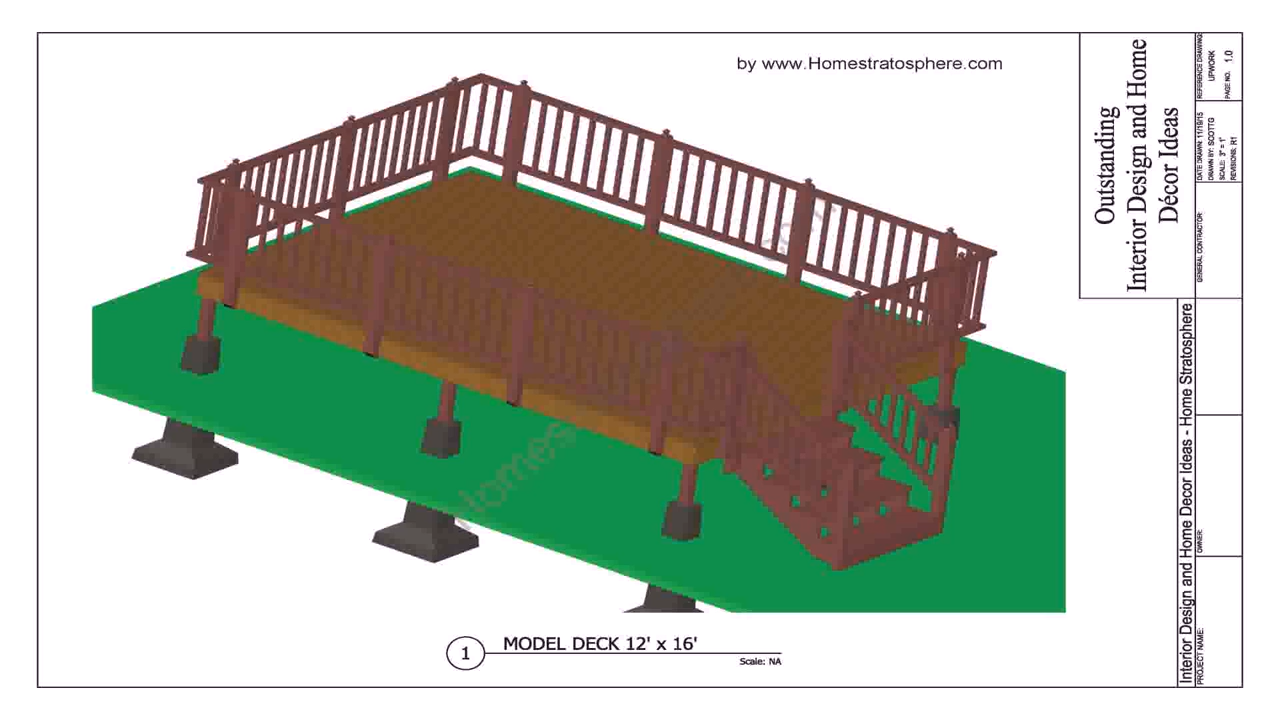 by www.Homestratosphere.com
Outstanding
Interior Design and Home
Décor Ideas
REFERENCE DRAWING:
UPWORK
PAGE NO. 1.0
DATE DRAWN: 11/19/15
DRAWN BY: SCOTTG
SCALE: 3" = 1'
REVISIONS: R1
GENERAL CONTRACTOR:
Interior Design and Home Decor Ideas - Home Stratosphere
OWNER:
PROJECT NAME:
1
MODEL DECK 12' x 16'
Scale: NA